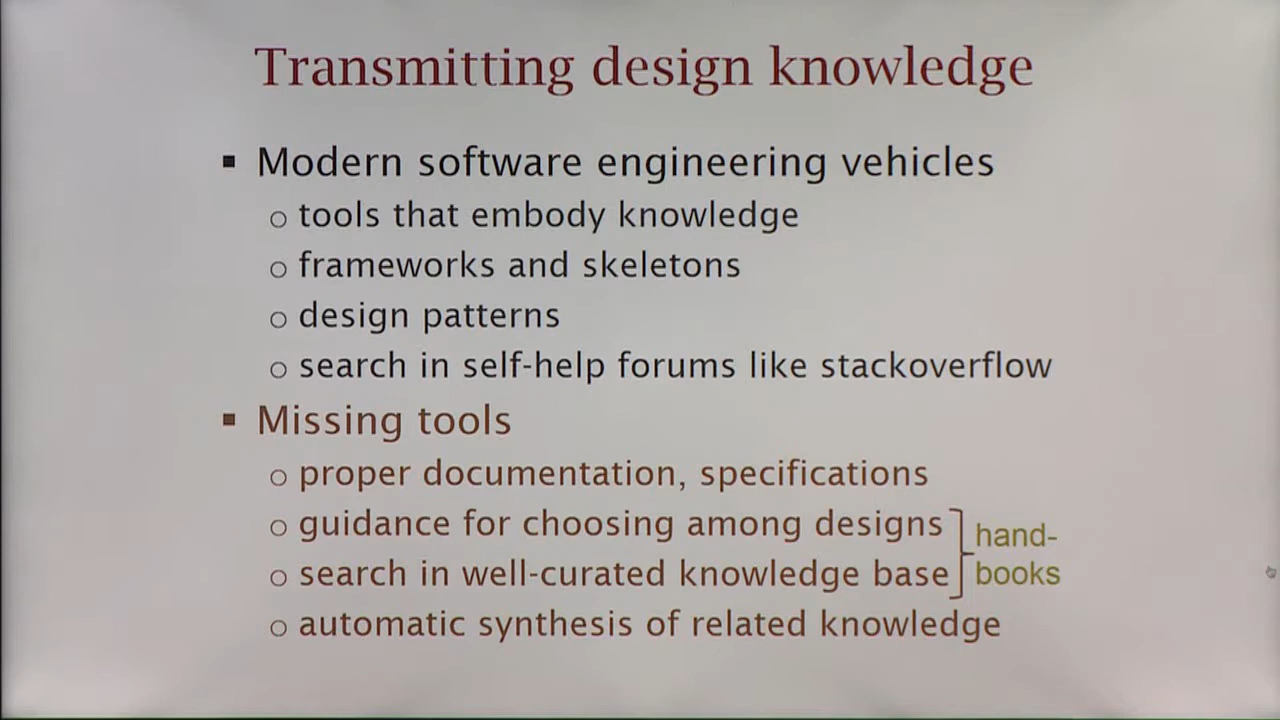 Transmitting design knowledge
▪ Modern software engineering vehicles
o tools that embody knowledge
o frameworks and skeletons
o design patterns
o search in self-help forums like stackoverflow
▪ Missing tools
o proper documentation, specifications
o guidance for choosing among designs
o search in well-curated knowledge base
hand-
books
o automatic synthesis of related knowledge